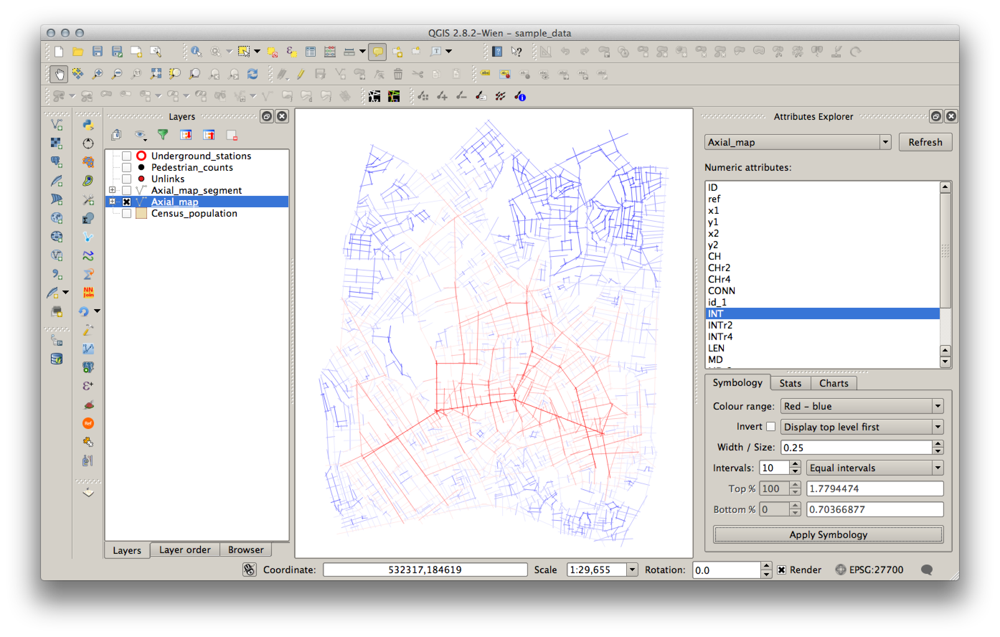 QGIS 2.8.2-Wien – sample_data
Layers
Underground_stations
Pedestrian_counts
Unlinks
Axial_map_segment
Axial_map
Census_population
NN
Join
Ref
Layers
Layer order
Browser
Attributes Explorer
Axial_map
Refresh
Numeric attributes:
ID
ref
x1
y1
x2
y2
CH
CHr2
CHr4
CONN
id_1
INT
INTr2
INTr4
LEN
MD
Symbology
Stats
Charts
Colour range: Red – blue
Invert Display top level first
Width / Size: 0.25
Intervals: 10 Equal intervals
Top % 100 1.7794474
Bottom % 0 0.70366877
Apply Symbology
Coordinate: 532317,184619 Scale 1:29,655 Rotation: 0.0 Render EPSG:27700